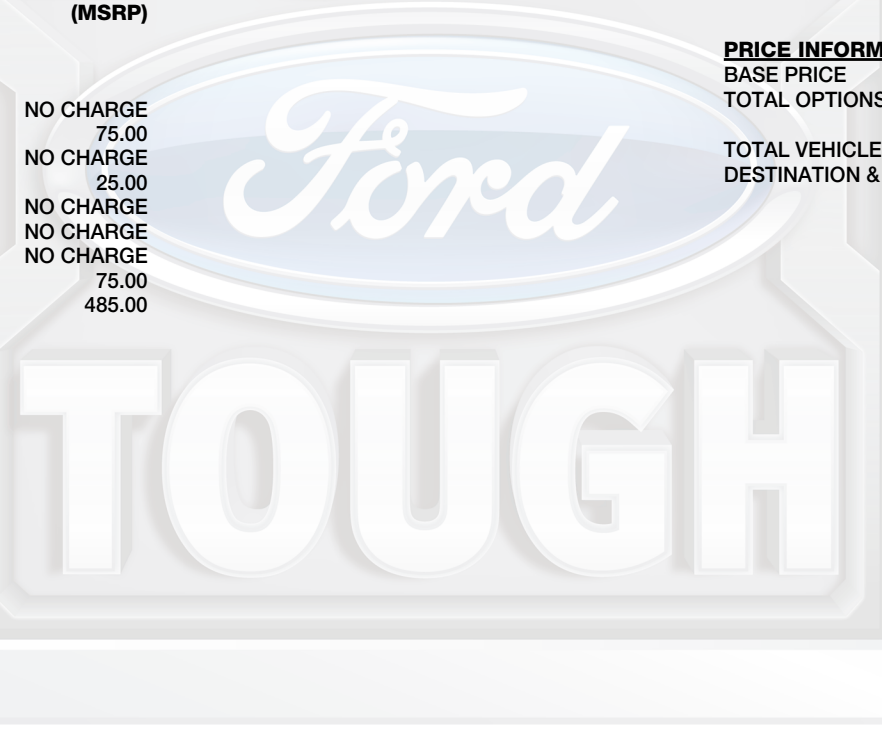 (MSRP)
NO CHARGE
75.00
NO CHARGE
25.00
NO CHARGE
NO CHARGE
NO CHARGE
75.00
485.00
PRICE INFORM
BASE PRICE
TOTAL OPTIONS
TOTAL VEHICLE
DESTINATION &
Ford
TOUGH